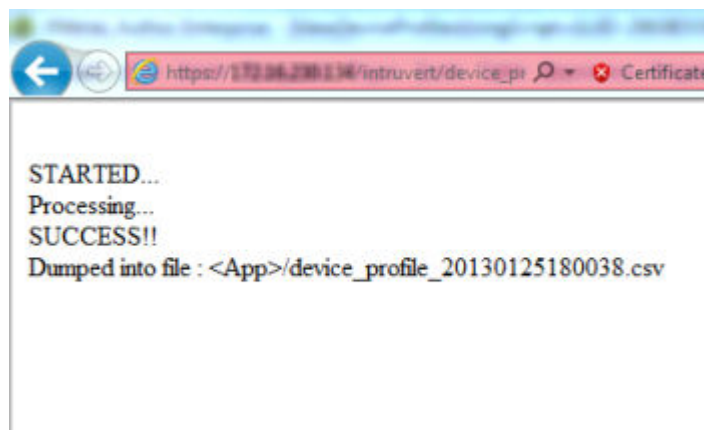 https:// /intruvert/device_pr
Certificate
STARTED...
Processing...
SUCCESS!!
Dumped into file : <App>/device_profile_20130125180038.csv